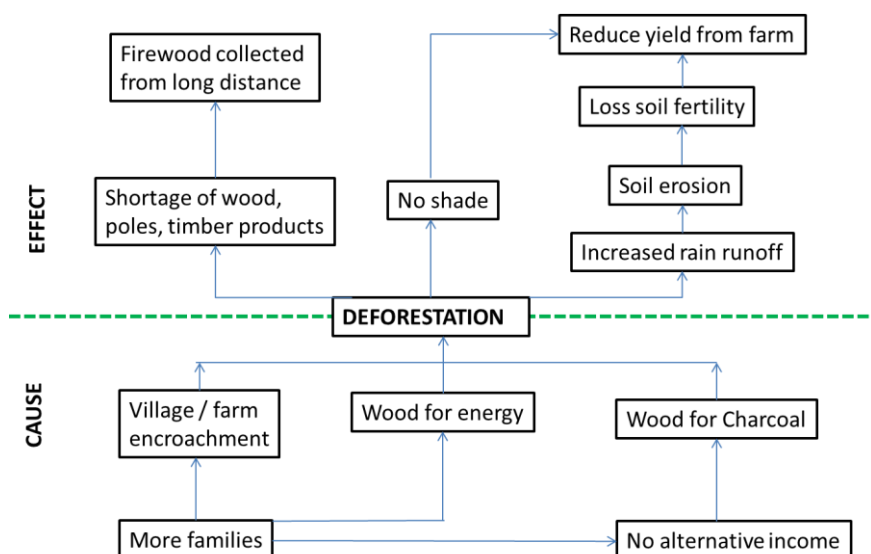 Reduce yield from farm
Firewood collected
from long distance
Loss soil fertility
EFFECT
Shortage of wood,
poles, timber products
No shade
Soil erosion
Increased rain runoff
DEFORESTATION
CAUSE
Village / farm
encroachment
Wood for energy
Wood for Charcoal
More families
No alternative income